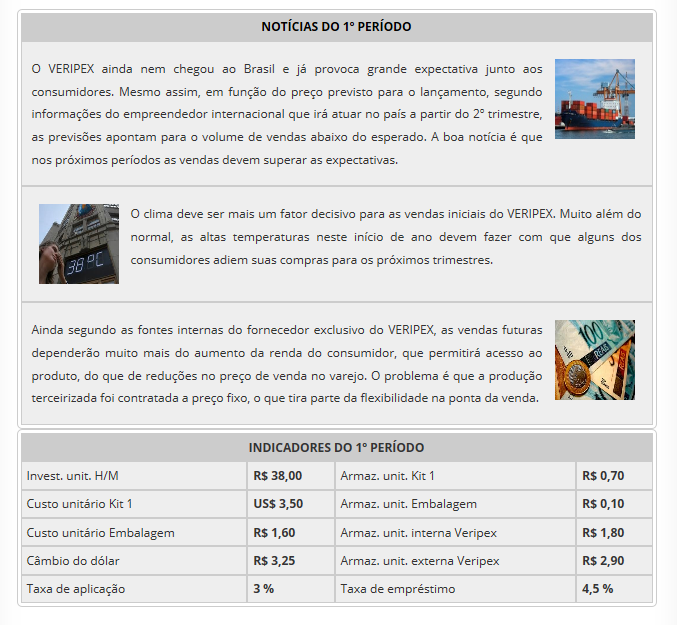 NOTÍCIAS DO 1º PERÍODO
O VERIPEX ainda nem chegou ao Brasil e já provoca grande expectativa junto aos
consumidores. Mesmo assim, em função do preço previsto para o lançamento, segundo
informações do empreendedor internacional que irá atuar no país a partir do 2º trimestre,
as previsões apontam para o volume de vendas abaixo do esperado. A boa notícia é que
nos próximos períodos as vendas devem superar as expectativas.
38ºC
O clima deve ser mais um fator decisivo para as vendas iniciais do VERIPEX. Muito além do
normal, as altas temperaturas neste início de ano devem fazer com que alguns dos
consumidores adiem suas compras para os próximos trimestres.
Ainda segundo as fontes internas do fornecedor exclusivo do VERIPEX, as vendas futuras
dependerão muito mais do aumento da renda do consumidor, que permitirá acesso ao
produto, do que de reduções no preço de venda no varejo. O problema é que a produção
terceirizada foi contratada a preço fixo, o que tira parte da flexibilidade na ponta da venda.
100
REAIS
INDICADORES DO 1º PERÍODO
Invest. unit. H/M R$ 38,00 Armaz. unit. Kit 1 R$ 0,70
Custo unitário Kit 1 US$ 3,50 Armaz. unit. Embalagem R$ 0,10
Custo unitário Embalagem R$ 1,60 Armaz. unit. interna Veripex R$ 1,80
Câmbio do dólar R$ 3,25 Armaz. unit. externa Veripex R$ 2,90
Taxa de aplicação 3 % Taxa de empréstimo 4,5 %